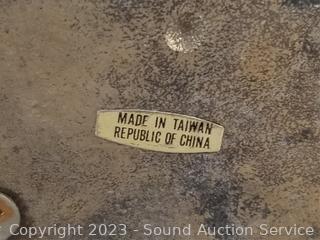 MADE IN TAIWAN
REPUBLIC OF CHINA
Copyright 2023 - Sound Auction Service